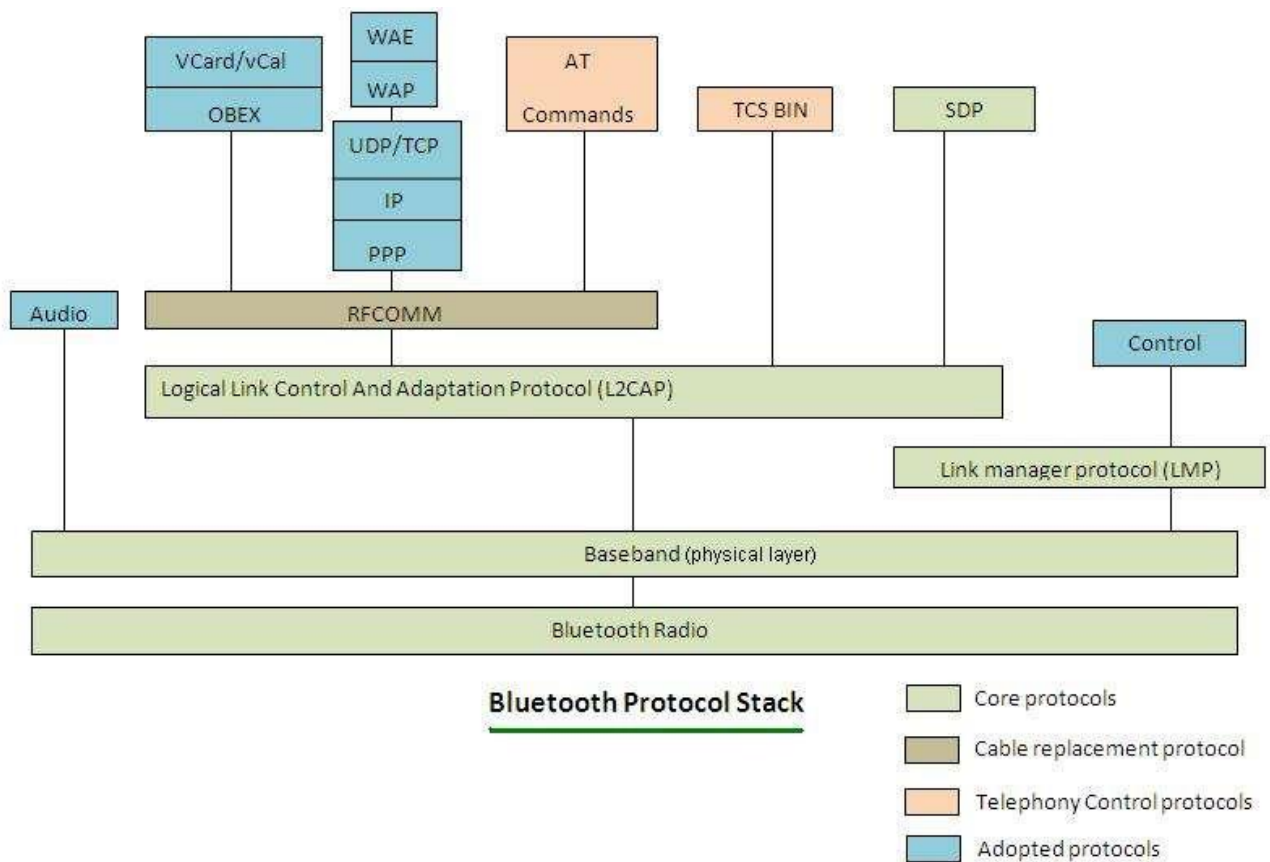 WAE
VCard/vCal
WAP
OBEX
AT
Commands
TCS BIN
SDP
UDP/TCP
IP
PPP
Audio
RFCOMM
Control
Logical Link Control And Adaptation Protocol (L2CAP)
Link manager protocol (LMP)
Baseband (physical layer)
Bluetooth Radio
Bluetooth Protocol Stack
Core protocols
Cable replacement protocol
Telephony Control protocols
Adopted protocols